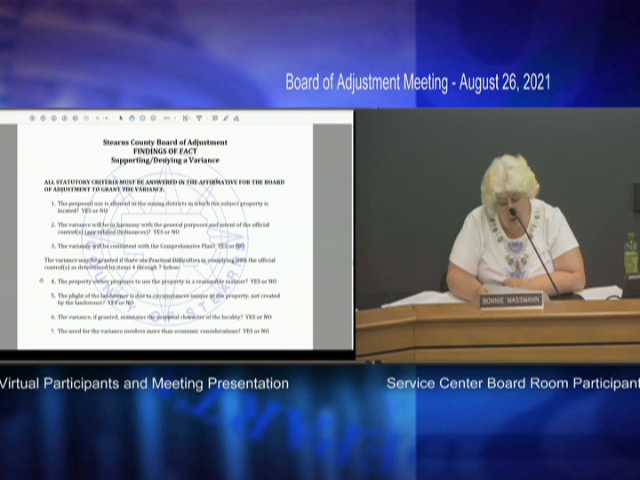 Board of Adjustment Meeting - August 26, 2021
Stearns County Board of Adjustment
FINDINGS OF FACT
Supporting/Denying a Variance
ALL STATUTORY CRITERIA MUST BE ANSWERED IN THE AFFIRMATIVE FOR THE BOARD
OF ADJUSTMENT TO GRANT THE VARIANCE.
1. The proposed use is allowed in the zoning districts in which the subject property is
located? YES or NO
2. The variance will be in harmony with the general purposes and intent of the official
control(s) (any related Ordinances)? YES or NO
3. The variance will be consistent with the Comprehensive Plan? YES or NO
The variance may be granted if there are Practical Difficulties in complying with the official
control(s) as determined by items 4 through 7 below:
4. The property owner proposes to use the property in a reasonable manner? YES or NO
5. The plight of the landowner is due to circumstances unique to the property, not created
by the landowner? YES or NO
6. The variance, if granted, maintains the essential character of the locality? YES or NO
7. The need for the variance involves more than economic considerations? YES or NO
BONNIE MASSMANN
Virtual Participants and Meeting Presentation
Service Center Board Room Participant